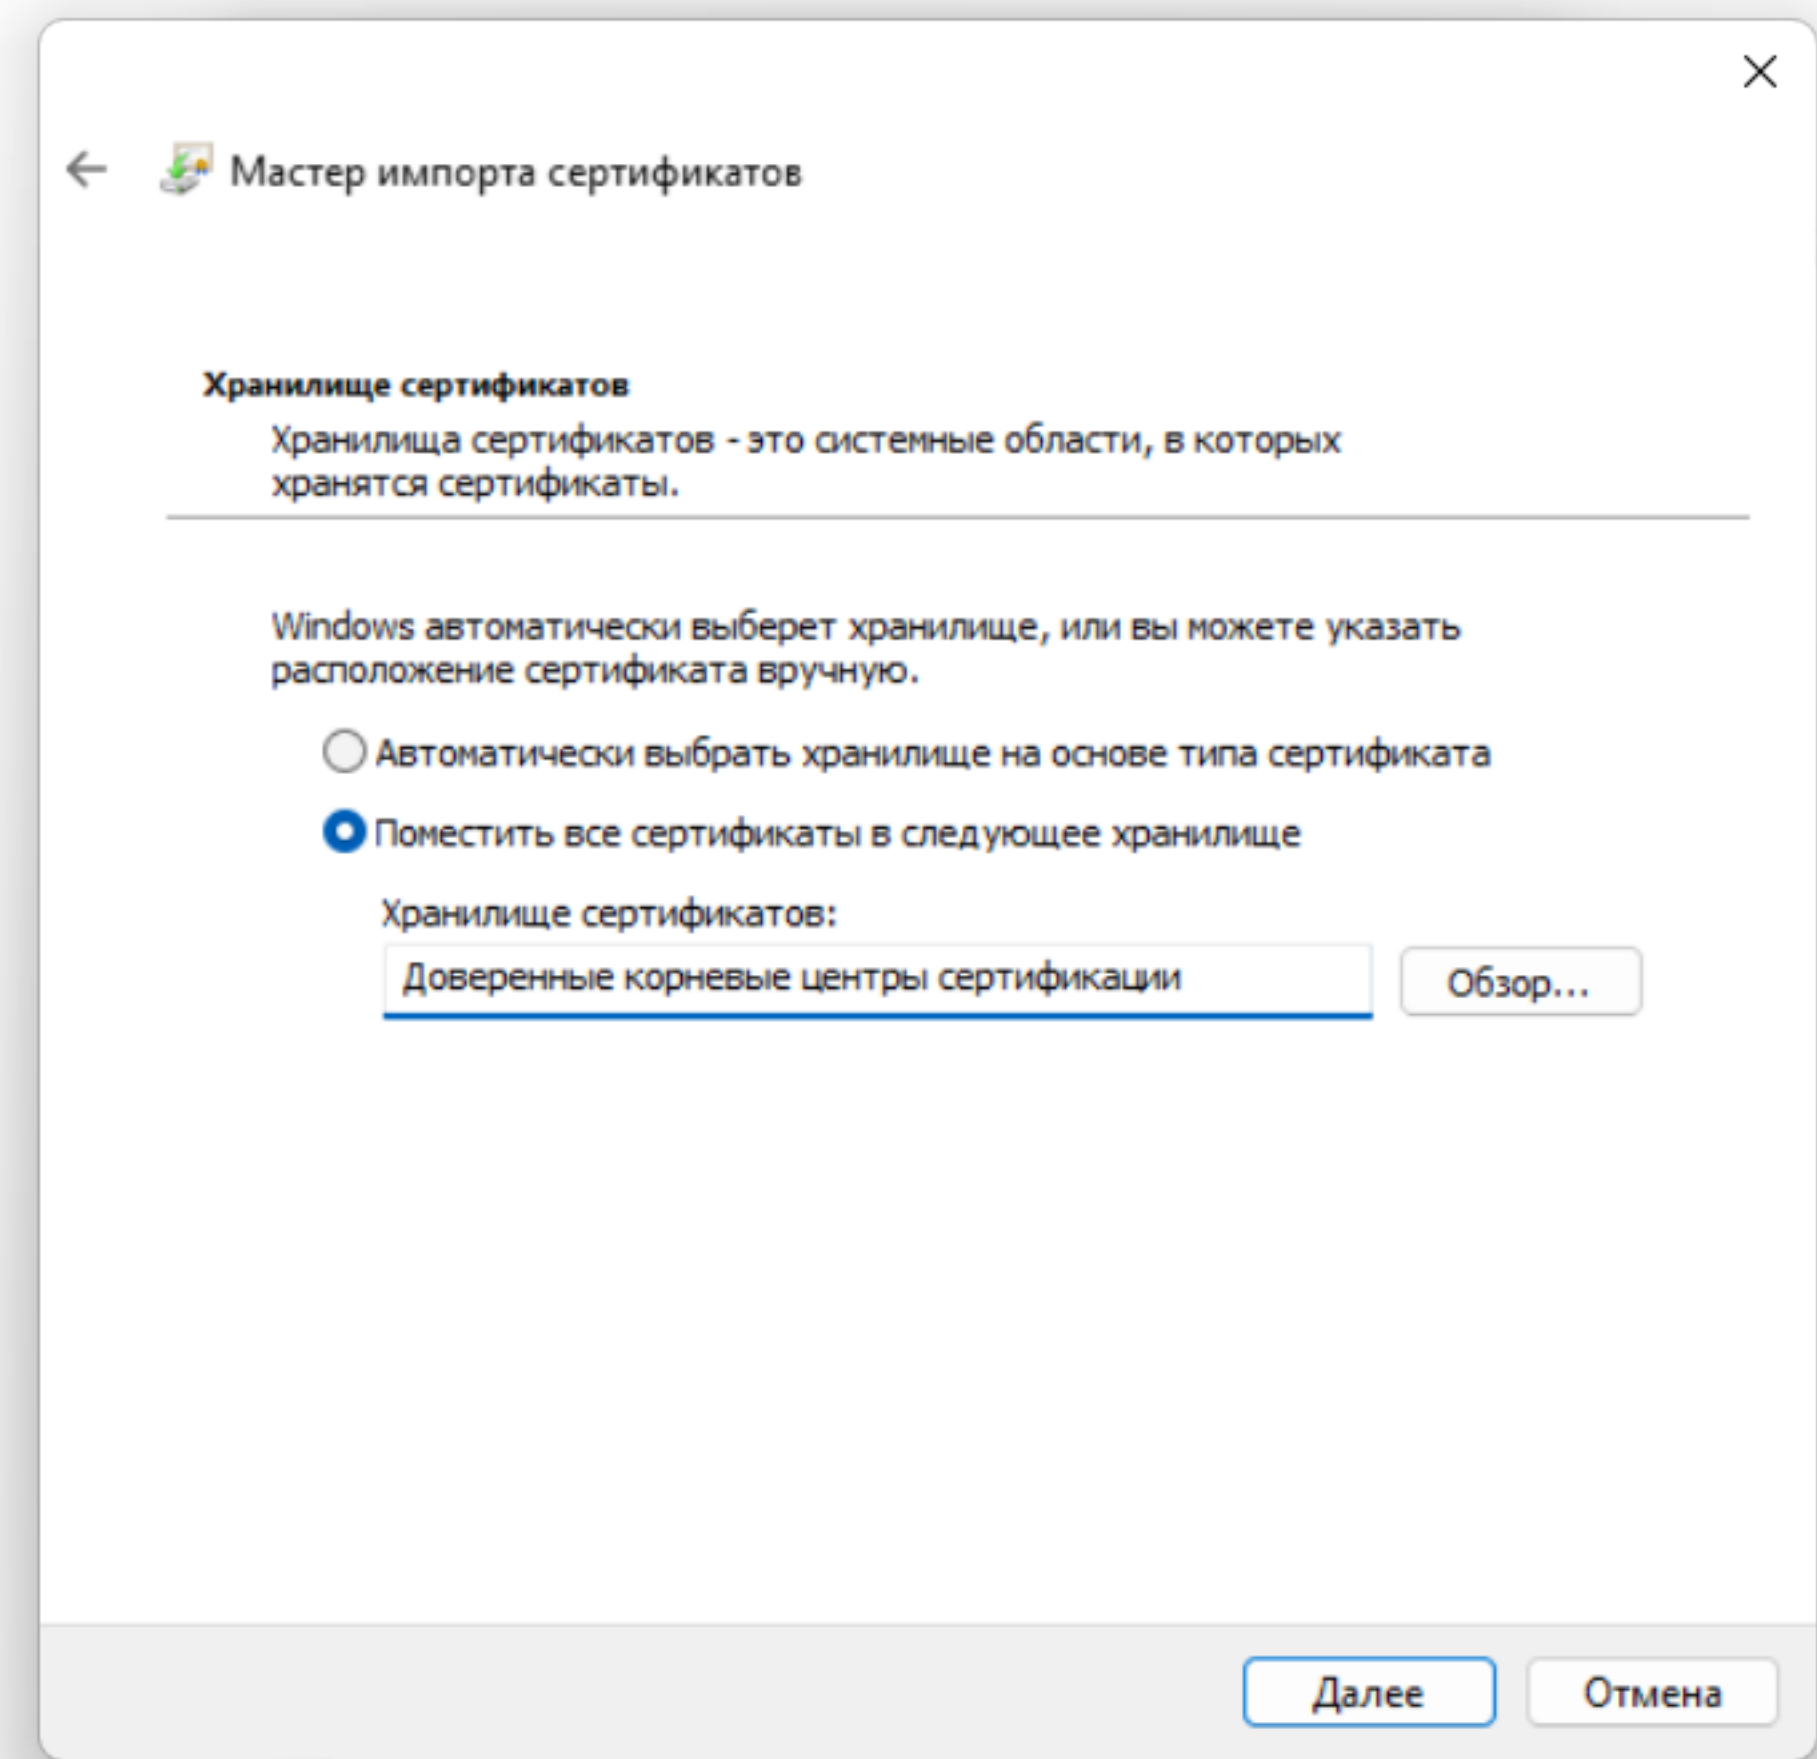 Мастер импорта сертификатов
Хранилище сертификатов
Хранилища сертификатов - это системные области, в которых
хранятся сертификаты.
Windows автоматически выберет хранилище, или вы можете указать
расположение сертификата вручную.
Автоматически выбрать хранилище на основе типа сертификата
Поместить все сертификаты в следующее хранилище
Хранилище сертификатов:
Доверенные корневые центры сертификации
Обзор...
Далее
Отмена